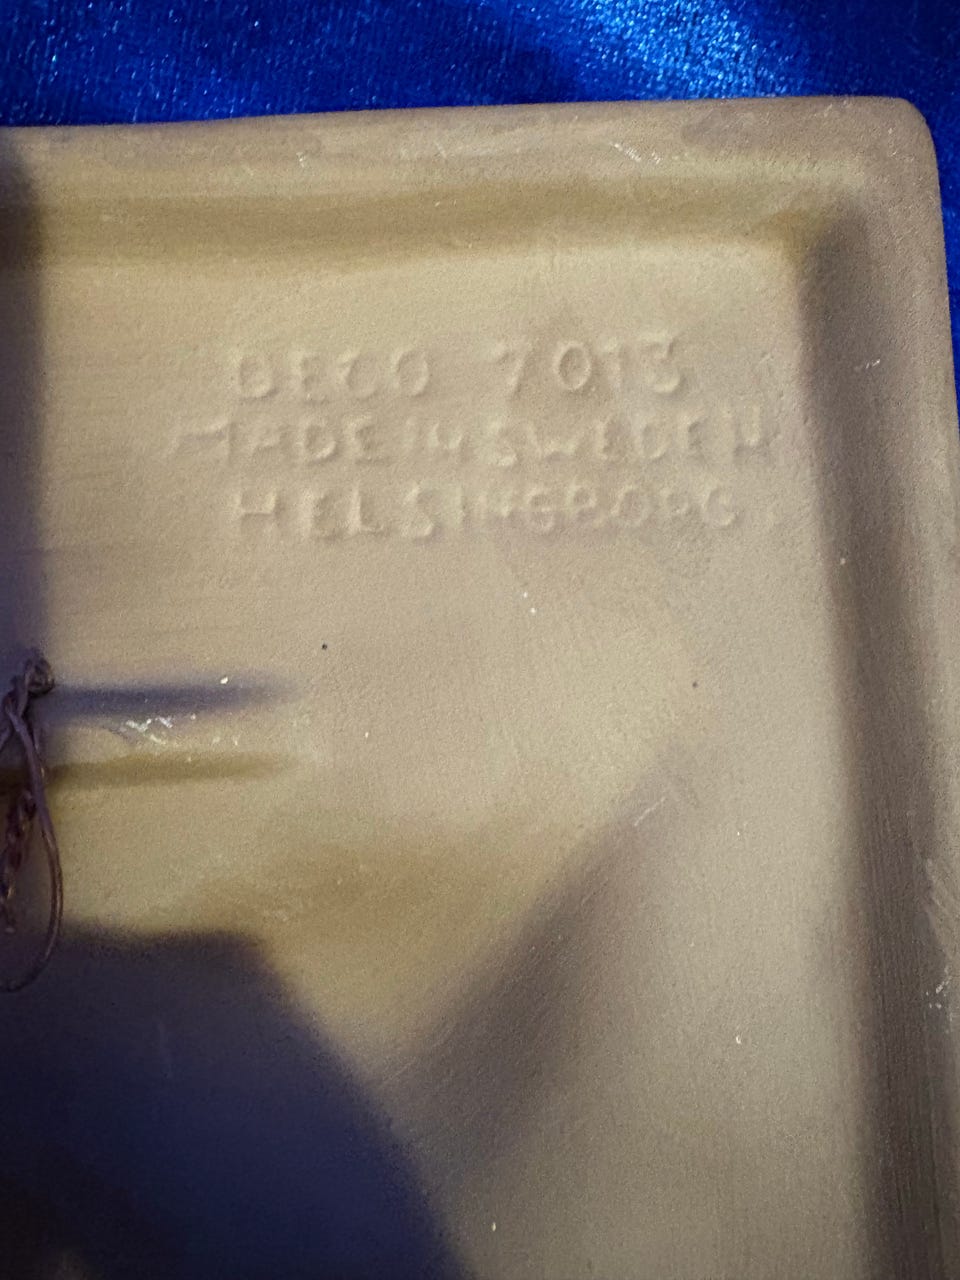 DECO 7013
MADE IN SWEDEN
HELSINGBORG